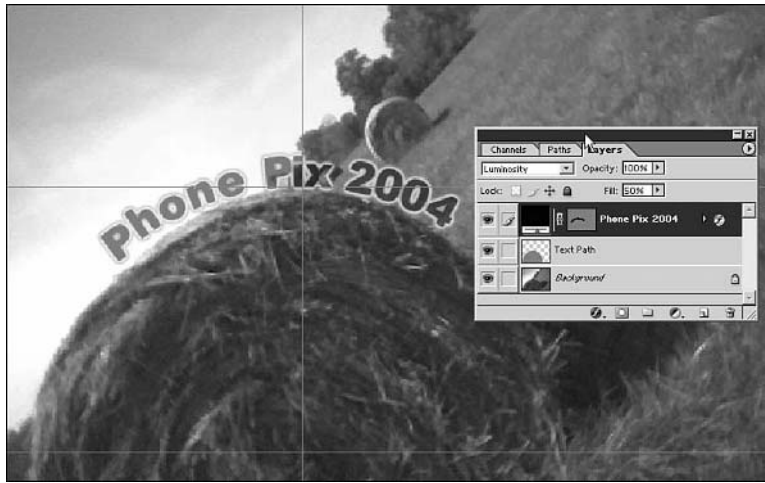 Phone Pix 2004
Channels Paths Layers
Luminosity Opacity: 100%
Lock: Fill: 50%
Phone Pix 2004
Text Path
Background